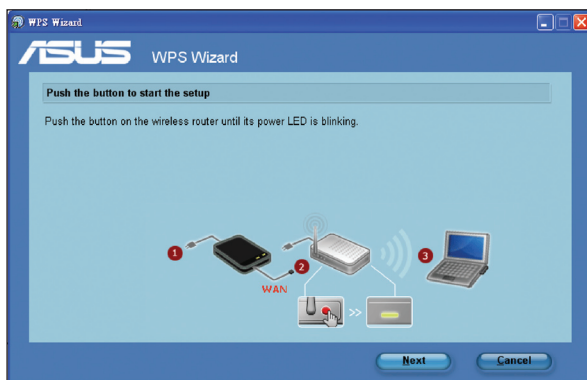 WPS Wizard
ASUS WPS Wizard
Push the button to start the setup
Push the button on the wireless router until its power LED is blinking.
1
2
3
WAN
>>
Next Cancel